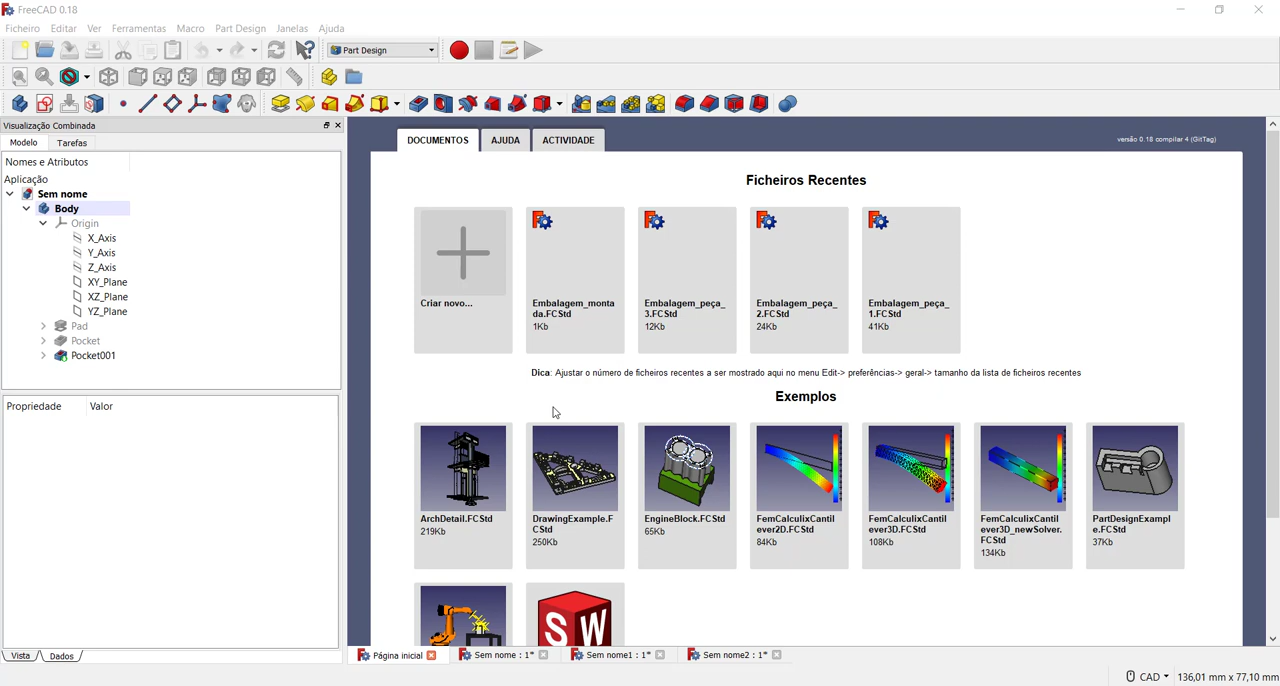 FreeCAD 0.18
Ficheiro Editar Ver Ferramentas Macro Part Design Janelas Ajuda
Part Design
Visualização Combinada
Modelo Tarefas
Nomes e Atributos
Aplicação
Sem nome
Body
Origin
X_Axis
Y_Axis
Z_Axis
XY_Plane
XZ_Plane
YZ_Plane
Pad
Pocket
Pocket001
Propriedade Valor
Vista Dados
DOCUMENTOS AJUDA ACTIVIDADE
versão 0.18 compilar 4 (GitTag)
Ficheiros Recentes
Criar novo...
Embalagem_monta
da.FCStd
1Kb
Embalagem_peça_
3.FCStd
12Kb
Embalagem_peça_
2.FCStd
24Kb
Embalagem_peça_
1.FCStd
41Kb
Dica: Ajustar o número de ficheiros recentes a ser mostrado aqui no menu Edit-> preferências-> geral-> tamanho da lista de ficheiros recentes
Exemplos
ArchDetail.FCStd
219Kb
DrawingExample.F
CStd
250Kb
EngineBlock.FCStd
65Kb
FemCalculixCantil
ever2D.FCStd
84Kb
FemCalculixCantil
ever3D.FCStd
108Kb
FemCalculixCantil
ever3D_newSolver.
FCStd
134Kb
PartDesignExampl
e.FCStd
37Kb
S W
Página inicial Sem nome : 1* Sem nome1 : 1* Sem nome2 : 1*
CAD 136,01 mm x 77,10 mm